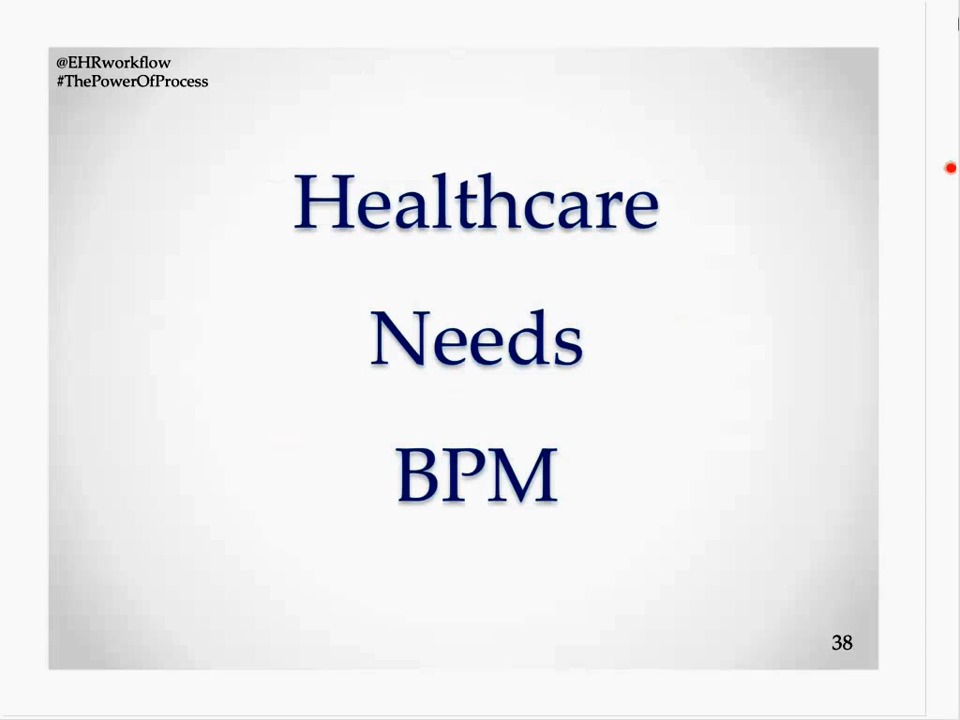 @EHRworkflow
#ThePowerOfProcess
Healthcare
Needs
BPM
38